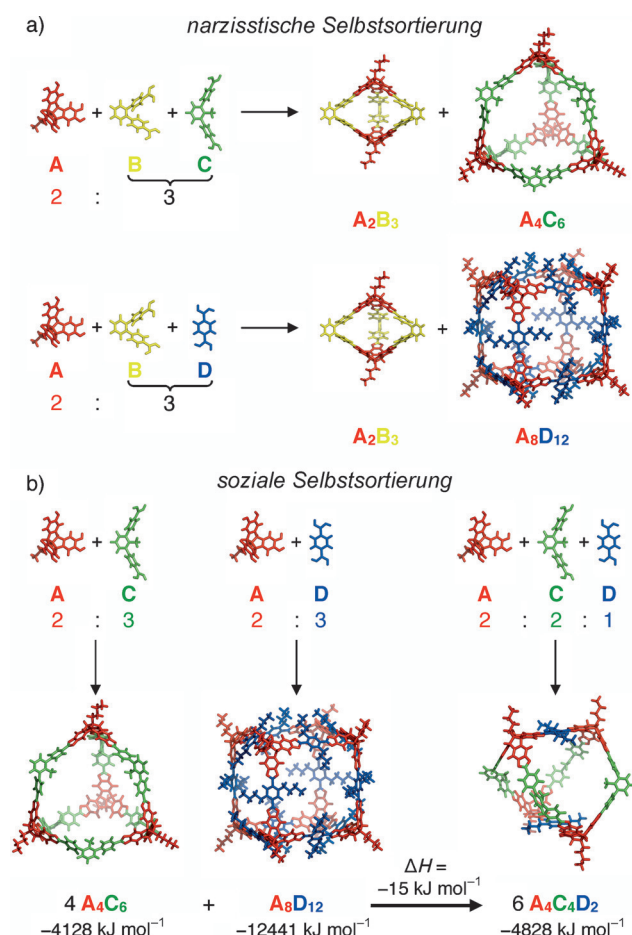 a) narzisstische Selbstsortierung
+ + +
A B C
2 : 3
A₂B₃ A₄C₆
+ + +
A B D
2 : 3
A₂B₃ A₈D₁₂
b) soziale Selbstsortierung
+ + + +
A C A D A C D
2 : 3 2 : 3 2 : 2 : 1
ΔH =
−15 kJ mol⁻¹
4 A₄C₆ + A₈D₁₂ 6 A₄C₄D₂
−4128 kJ mol⁻¹ −12441 kJ mol⁻¹ −4828 kJ mol⁻¹